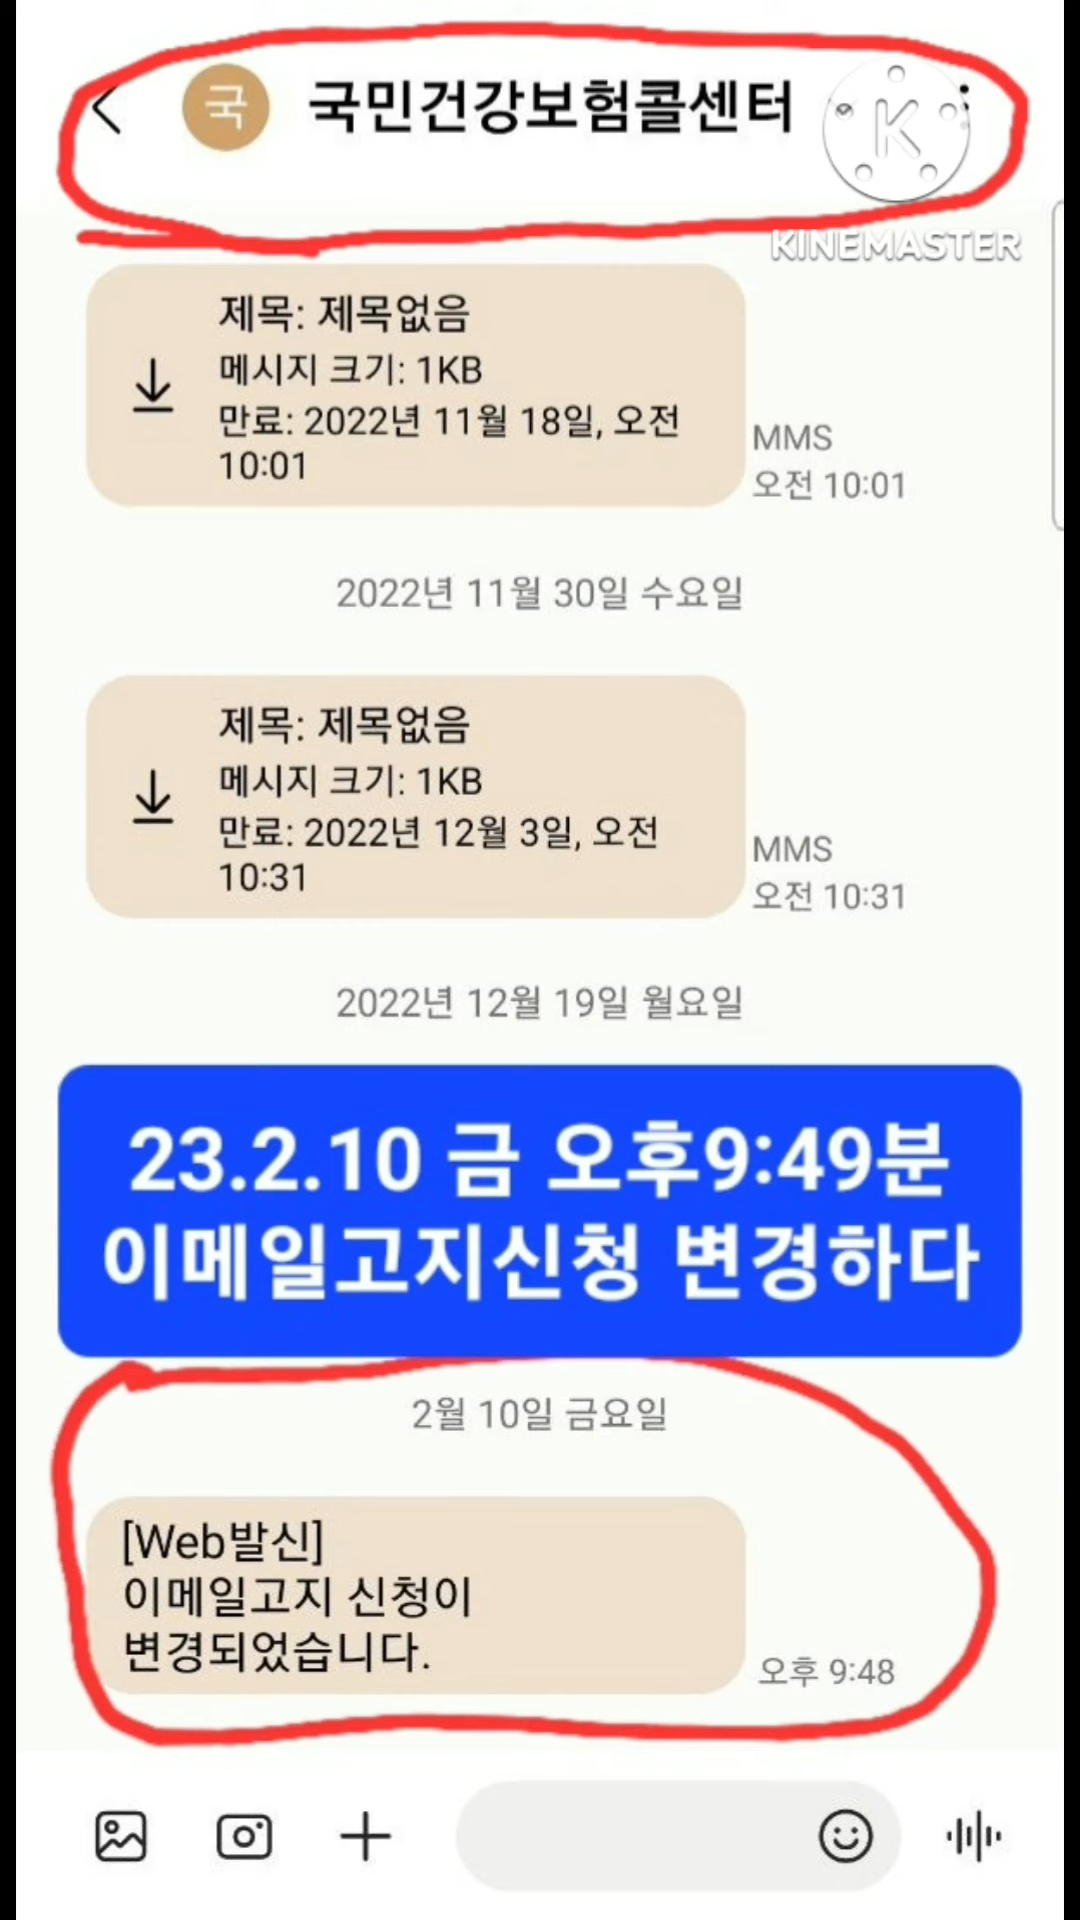 국 국민건강보험콜센터
K
KINEMASTER
제목: 제목없음
메시지 크기: 1KB
만료: 2022년 11월 18일, 오전
10:01
MMS
오전 10:01
2022년 11월 30일 수요일
제목: 제목없음
메시지 크기: 1KB
만료: 2022년 12월 3일, 오전
10:31
MMS
오전 10:31
2022년 12월 19일 월요일
23.2.10 금 오후9:49분
이메일고지신청 변경하다
2월 10일 금요일
[Web발신]
이메일고지 신청이
변경되었습니다.
오후 9:48